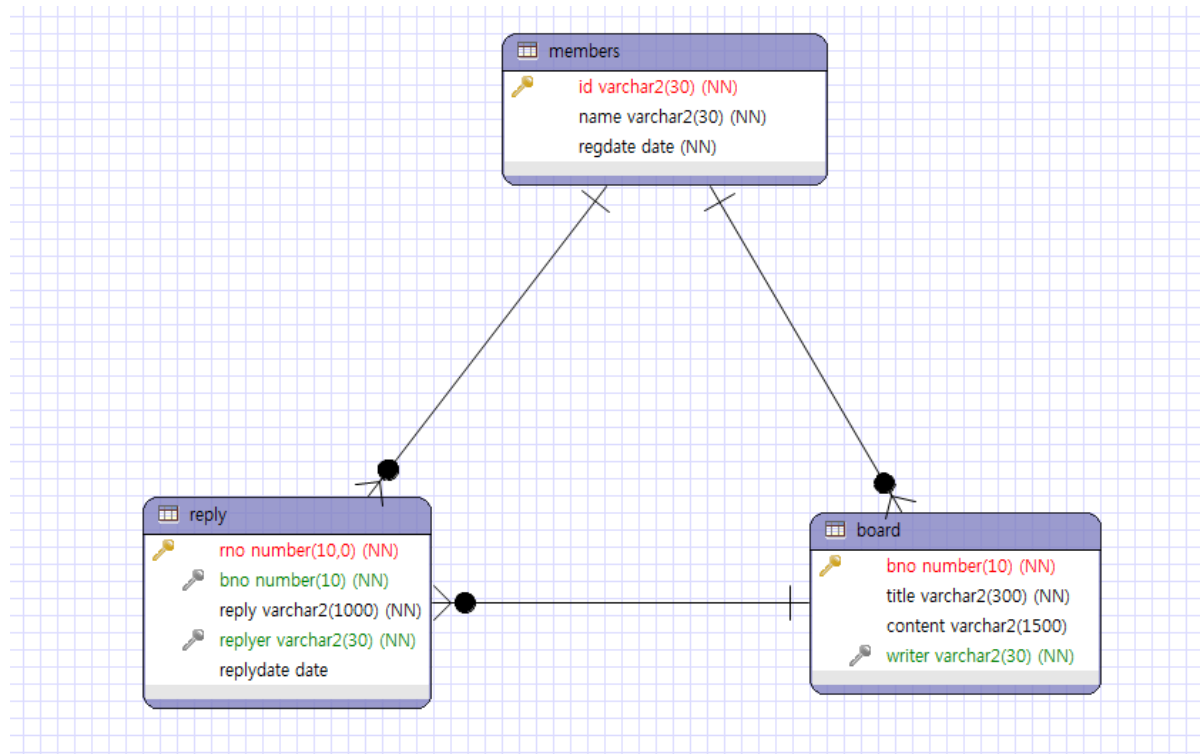 members
id varchar2(30) (NN)
name varchar2(30) (NN)
regdate date (NN)
reply
rno number(10,0) (NN)
bno number(10) (NN)
reply varchar2(1000) (NN)
replyer varchar2(30) (NN)
replydate date
board
bno number(10) (NN)
title varchar2(300) (NN)
content varchar2(1500)
writer varchar2(30) (NN)